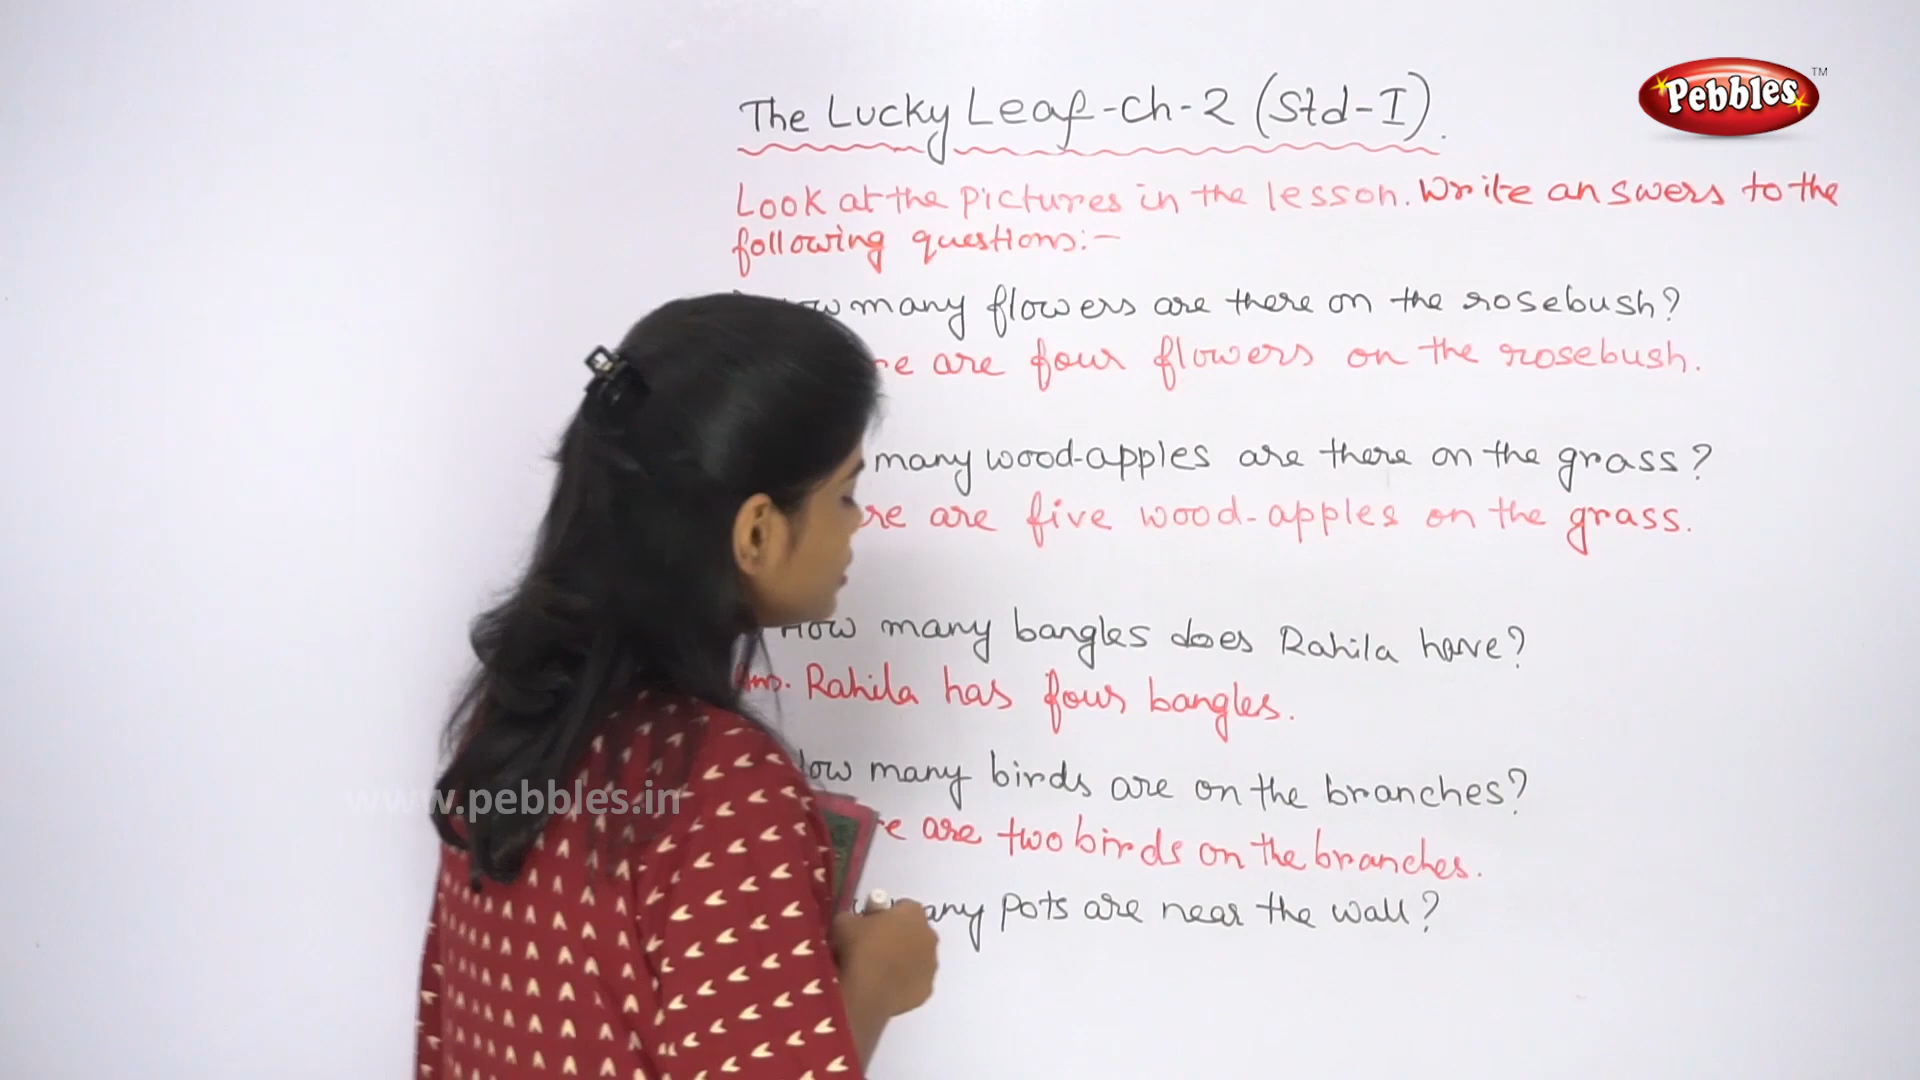 Pebbles TM
The Lucky Leaf-Ch-2 (Std-I).
Look at the pictures in the lesson. Write answers to the
following questions:-
many flowers are there on the rosebush?
are four flowers on the rosebush.
many wood-apples are there on the grass?
are five wood-apples on the grass.
How many bangles does Rahila have?
Ans. Rahila has four bangles.
How many birds are on the branches?
www.pebbles.in
are two birds on the branches.
many pots are near the wall?